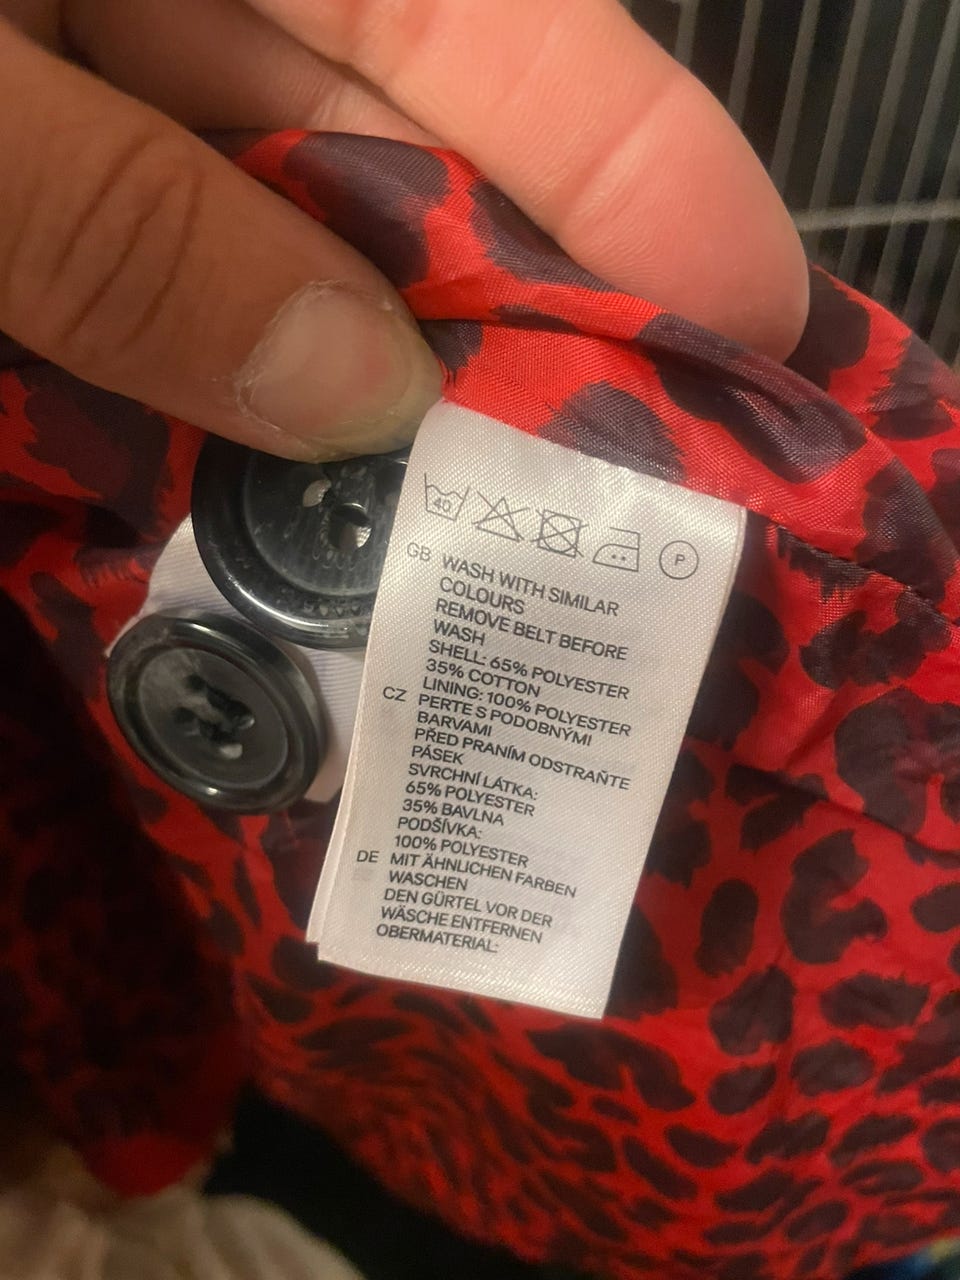 40 P
GB WASH WITH SIMILAR
COLOURS
REMOVE BELT BEFORE
WASH
SHELL: 65% POLYESTER
35% COTTON
LINING: 100% POLYESTER
CZ PERTE S PODOBNÝMI
BARVAMI
PŘED PRANÍM ODSTRAŇTE
PÁSEK
SVRCHNÍ LÁTKA:
65% POLYESTER
35% BAVLNA
PODŠÍVKA:
100% POLYESTER
DE MIT ÄHNLICHEN FARBEN
WASCHEN
DEN GÜRTEL VOR DER
WÄSCHE ENTFERNEN
OBERMATERIAL: